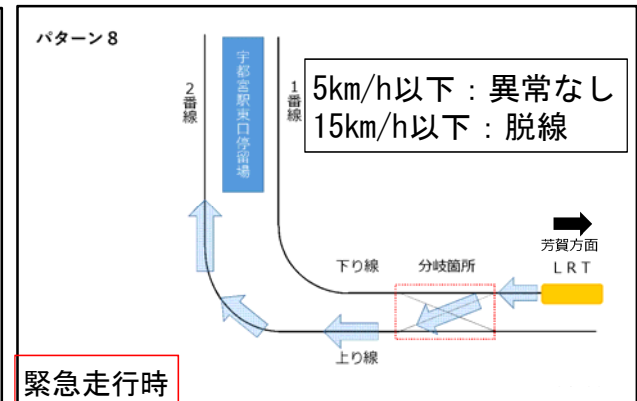 パターン８
5km/h以下：異常なし
15km/h以下：脱線
2番線
宇都宮駅東口停留場
1番線
芳賀方面
下り線
分岐箇所
ＬＲＴ
上り線
緊急走行時